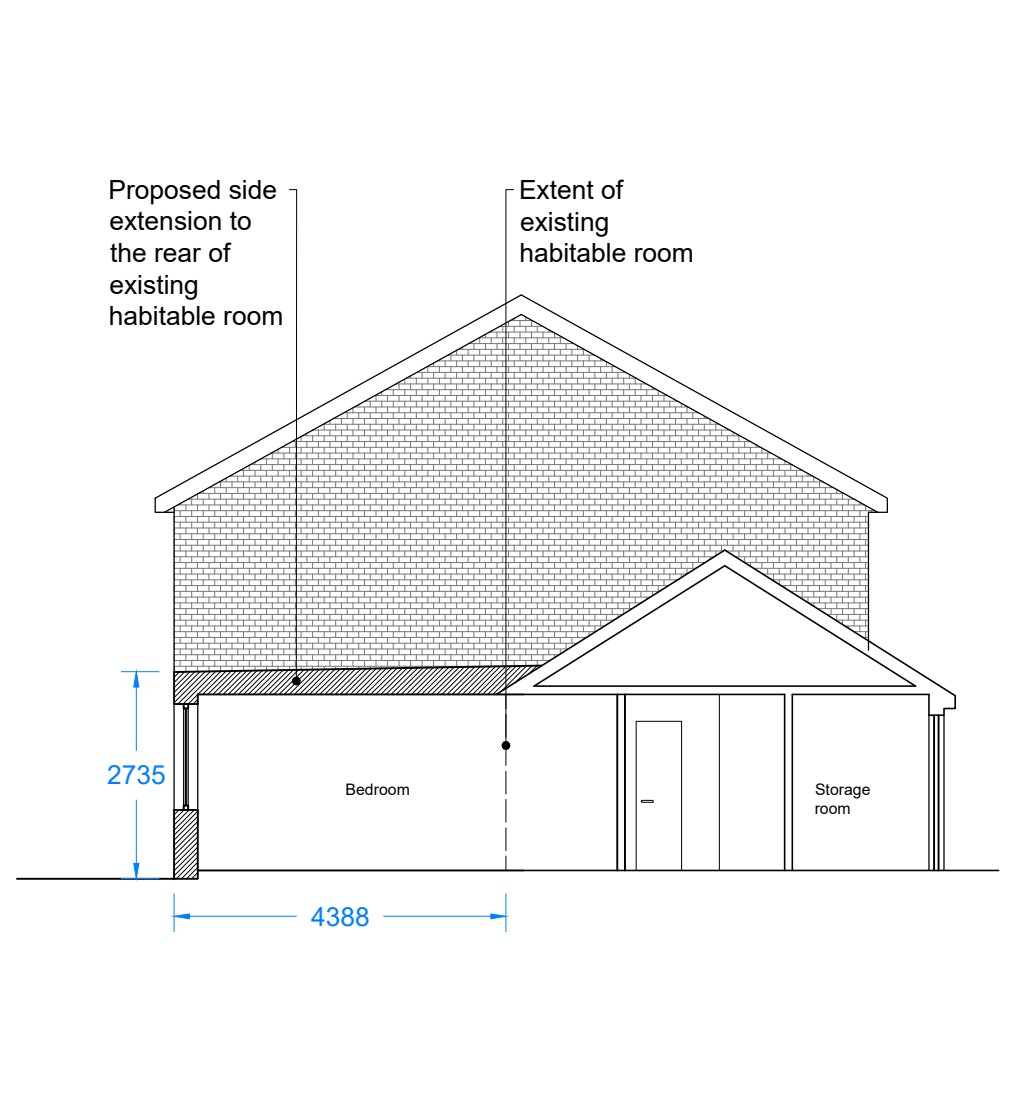 Proposed side
extension to
the rear of
existing
habitable room
Extent of
existing
habitable room
2735
Bedroom
Storage
room
4388